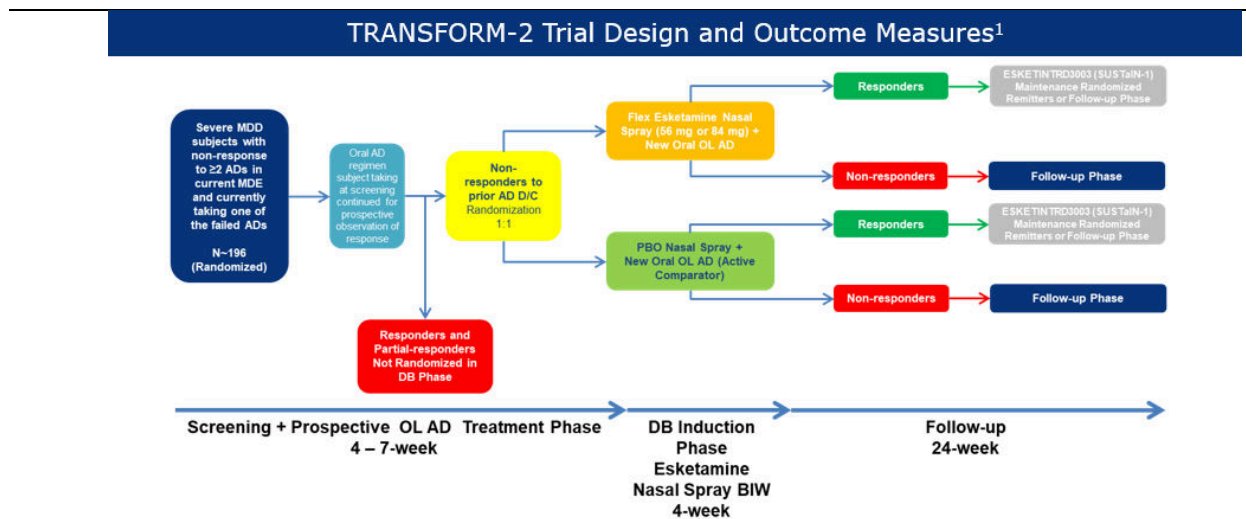 TRANSFORM-2 Trial Design and Outcome Measures¹
Severe MDD
subjects with
non-response
to ≥2 ADs in
current MDE
and currently
taking one of
the failed ADs
N~196
(Randomized)
Oral AD
regimen
subject taking
at screening
continued for
prospective
observation of
response
Responders and
Partial-responders
Not Randomized in
DB Phase
Non-
responders to
prior AD D/C
Randomization
1:1
Flex Esketamine Nasal
Spray (56 mg or 84 mg) +
New Oral OL AD
PBO Nasal Spray +
New Oral OL AD (Active
Comparator)
Responders
ESKETINTRD3003 (SUSTaIN-1)
Maintenance Randomized
Remitters or Follow-up Phase
Non-responders
Follow-up Phase
Responders
ESKETINTRD3003 (SUSTaIN-1)
Maintenance Randomized
Remitters or Follow-up Phase
Non-responders
Follow-up Phase
Screening + Prospective OL AD Treatment Phase
4 – 7-week
DB Induction
Phase
Esketamine
Nasal Spray BIW
4-week
Follow-up
24-week